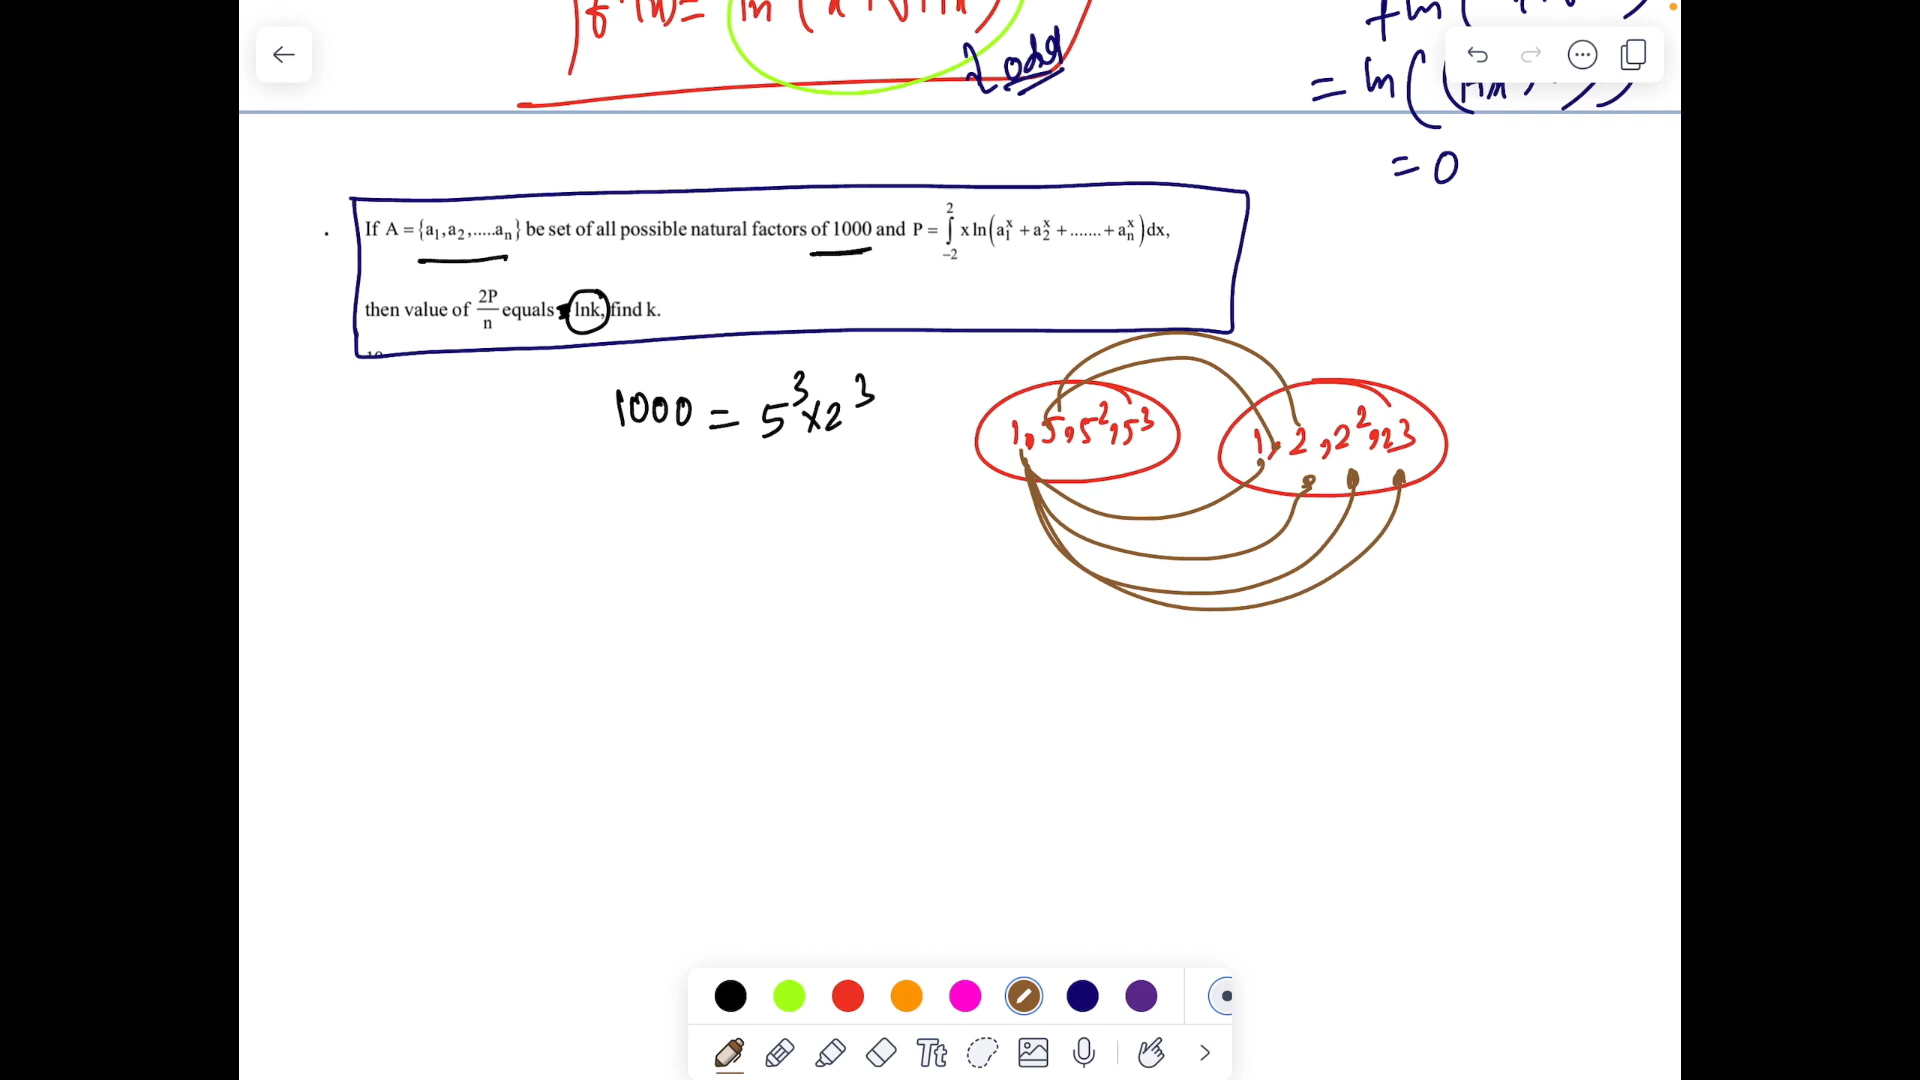 = 0
2 odd
= ln (
. If A = {a₁,a₂,.....aₙ} be set of all possible natural factors of 1000 and P = ∫₋₂² x ln(a₁ˣ + a₂ˣ + ....... + aₙˣ)dx,
then value of 2P/n equals lnk, find k.
1000 = 5³×2³
1, 5, 5², 5³
1, 2, 2², 2³
Tt